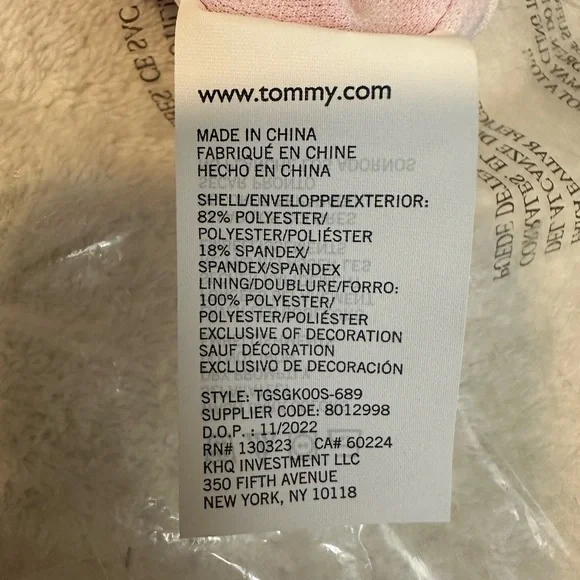 www.tommy.com
MADE IN CHINA
FABRIQUÉ EN CHINE
HECHO EN CHINA
SHELL/ENVELOPPE/EXTERIOR:
82% POLYESTER/
POLYESTER/POLIÉSTER
18% SPANDEX/
SPANDEX/SPANDEX
LINING/DOUBLURE/FORRO:
100% POLYESTER/
POLYESTER/POLIÉSTER
EXCLUSIVE OF DECORATION
SAUF DÉCORATION
EXCLUSIVO DE DECORACIÓN
STYLE: TGSGK00S-689
SUPPLIER CODE: 8012998
D.O.P. : 11/2022
RN# 130323 CA# 60224
KHQ INVESTMENT LLC
350 FIFTH AVENUE
NEW YORK, NY 10118